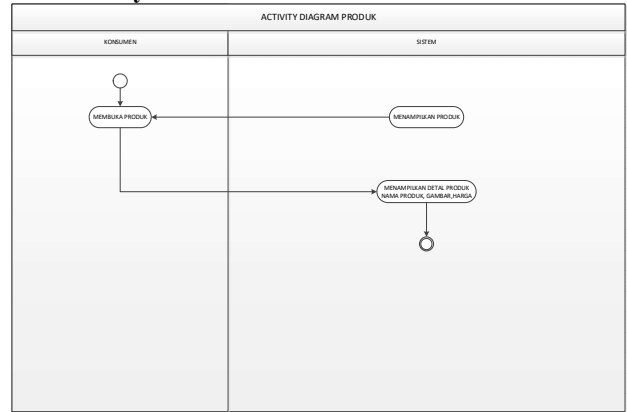 ACTIVITY DIAGRAM PRODUK
KONSUMEN
SISTEM
MEMBUKA PRODUK
MENAMPILKAN PRODUK
MENAMPILKAN DETAL PRODUK
NAMA PRODUK, GAMBAR,HARGA